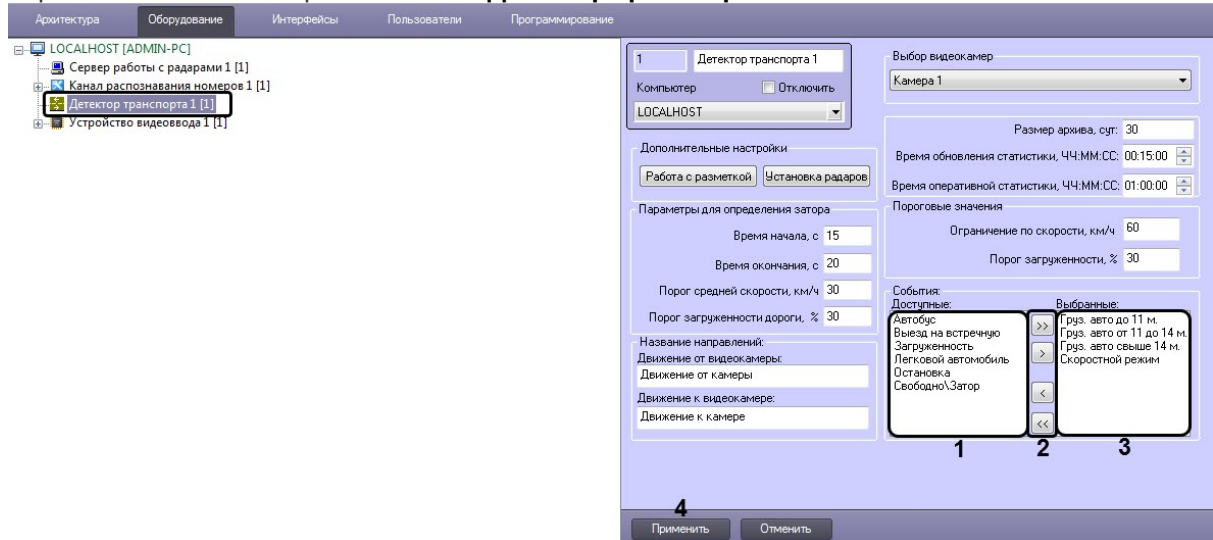 Архитектура Оборудование Интерфейсы Пользователи Программирование
LOCALHOST [ADMIN-PC]
Сервер работы с радарами 1 [1]
Канал распознавания номеров 1 [1]
Детектор транспорта 1 [1]
Устройство видеоввода 1 [1]
1 Детектор транспорта 1
Компьютер Отключить
LOCALHOST
Дополнительные настройки
Работа с разметкой Установка радаров
Параметры для определения затора
Время начала, с 15
Время окончания, с 20
Порог средней скорости, км/ч 30
Порог загруженности дороги, % 30
Название направлений:
Движение от видеокамеры:
Движение от камеры
Движение к видеокамере:
Движение к камере
Выбор видеокамер
Камера 1
Размер архива, сут: 30
Время обновления статистики, ЧЧ:ММ:СС: 00:15:00
Время оперативной статистики, ЧЧ:ММ:СС: 01:00:00
Пороговые значения
Ограничение по скорости, км/ч 60
Порог загруженности, % 30
События:
Доступные: Выбранные:
Автобус
Выезд на встречную
Загруженность
Легковой автомобиль
Остановка
Свободно\Затор
>>
>
<
<<
Груз. авто до 11 м.
Груз. авто от 11 до 14 м.
Груз. авто свыше 14 м.
Скоростной режим
1 2 3
4
Применить Отменить